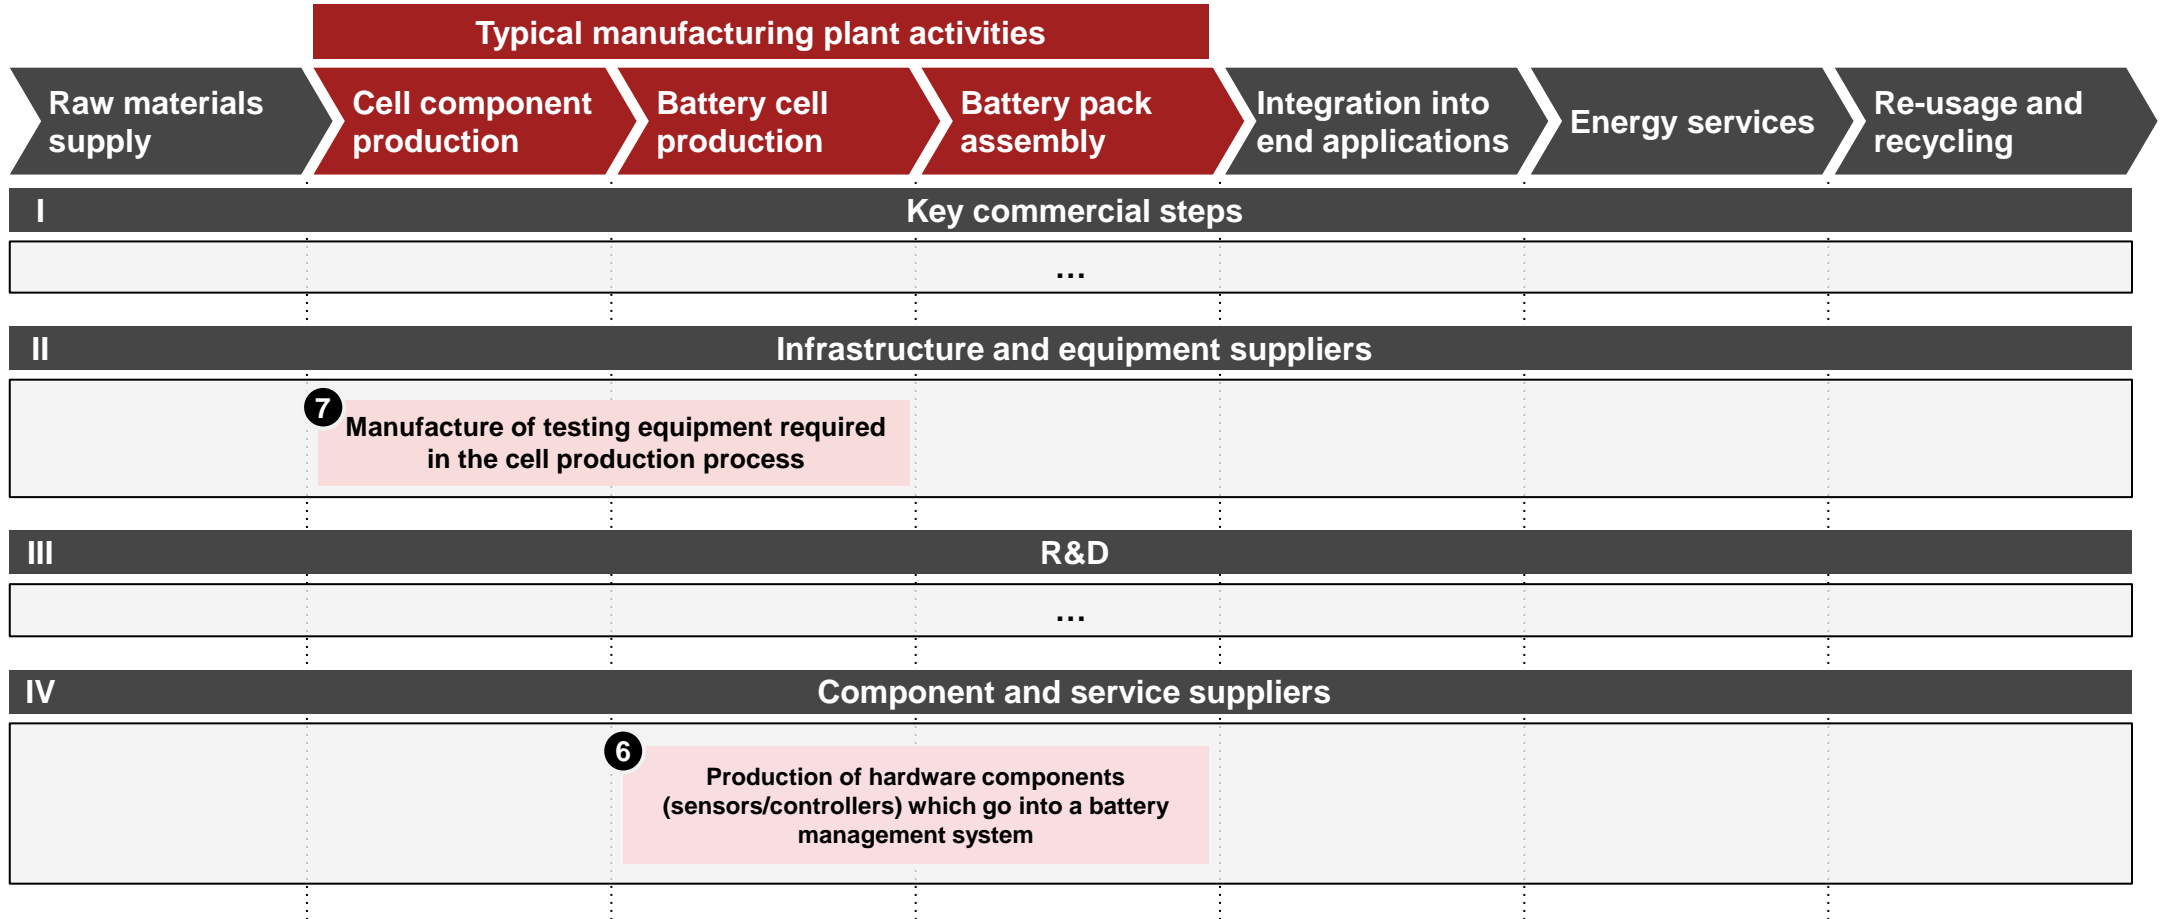 Typical manufacturing plant activities
Raw materials
supply
Cell component
production
Battery cell
production
Battery pack
assembly
Integration into
end applications
Energy services
Re-usage and
recycling
I
Key commercial steps
...
II
Infrastructure and equipment suppliers
7
Manufacture of testing equipment required
in the cell production process
III
R&D
...
IV
Component and service suppliers
6
Production of hardware components
(sensors/controllers) which go into a battery
management system